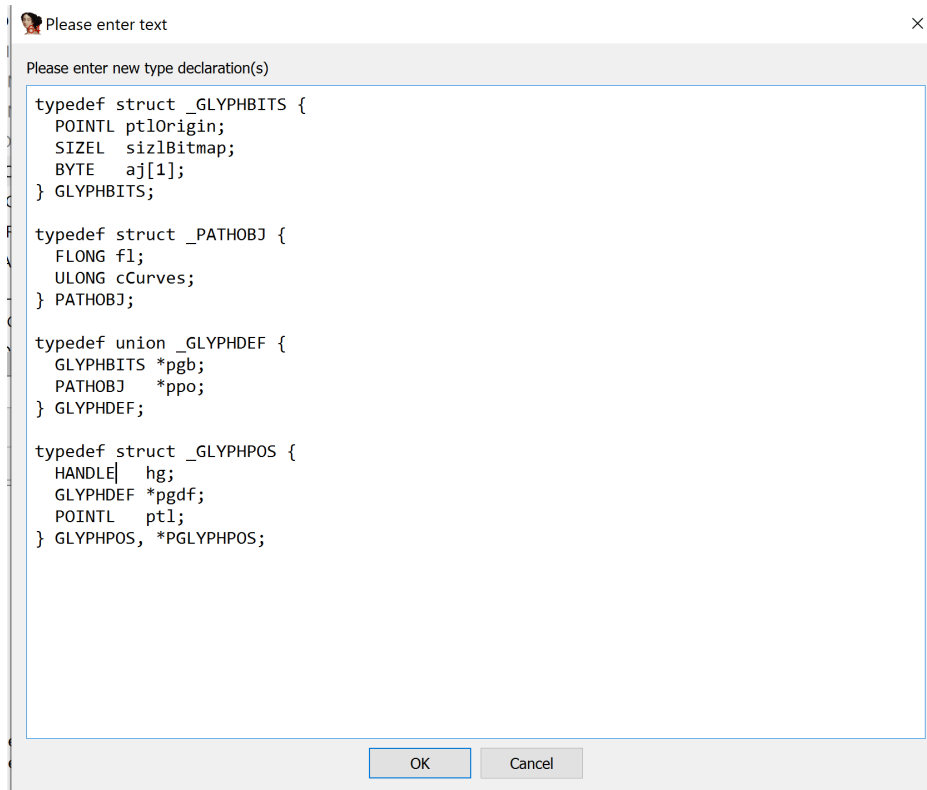 Please enter text
Please enter new type declaration(s)
typedef struct _GLYPHBITS {
  POINTL ptlOrigin;
  SIZEL  sizlBitmap;
  BYTE   aj[1];
} GLYPHBITS;

typedef struct _PATHOBJ {
  FLONG fl;
  ULONG cCurves;
} PATHOBJ;

typedef union _GLYPHDEF {
  GLYPHBITS *pgb;
  PATHOBJ   *ppo;
} GLYPHDEF;

typedef struct _GLYPHPOS {
  HANDLE   hg;
  GLYPHDEF *pgdf;
  POINTL   ptl;
} GLYPHPOS, *PGLYPHPOS;
OK
Cancel